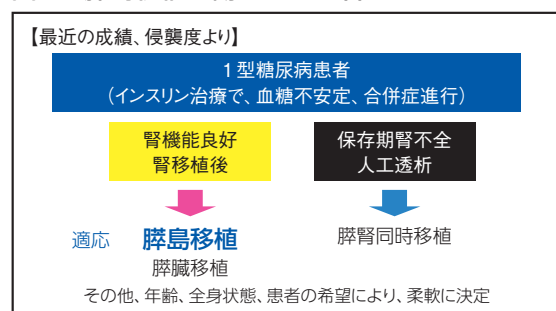 【最近の成績、侵襲度より】
1型糖尿病患者
(インスリン治療で、血糖不安定、合併症進行)
腎機能良好
腎移植後
保存期腎不全
人工透析
適応 膵島移植 膵腎同時移植
膵臓移植
その他、年齢、全身状態、患者の希望により、柔軟に決定